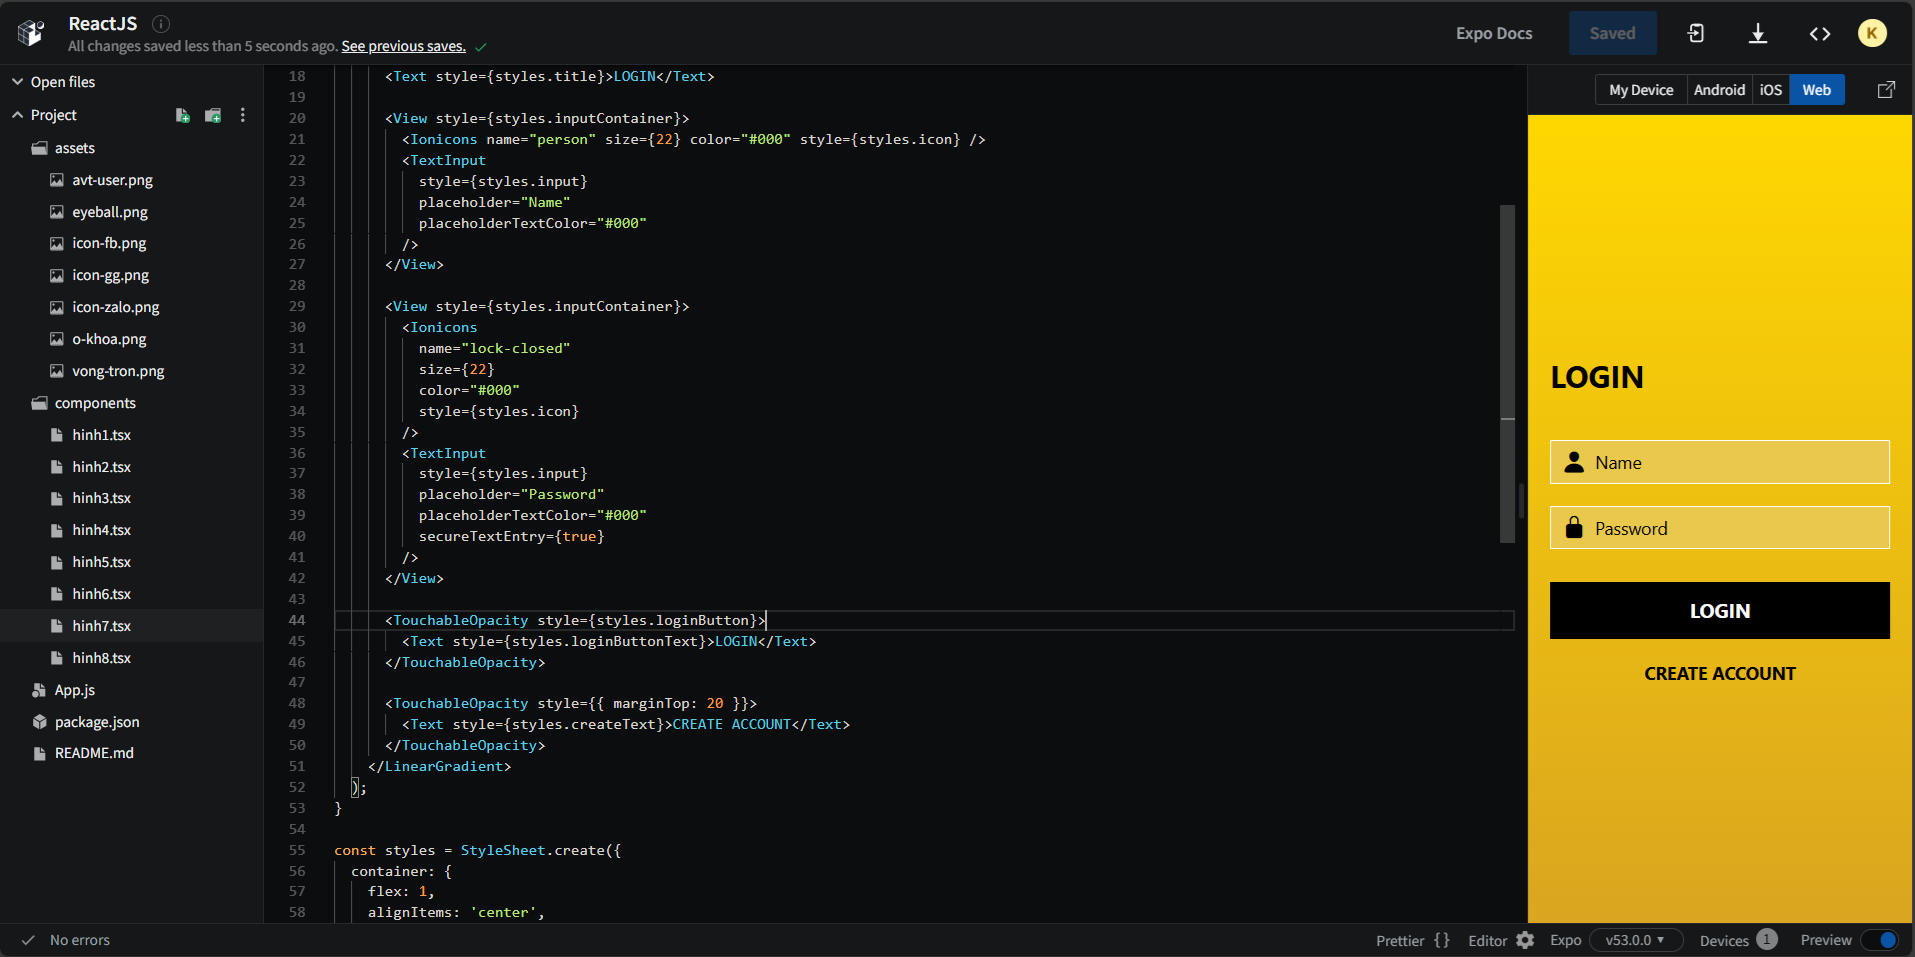 ReactJS
All changes saved less than 5 seconds ago. See previous saves.
Expo Docs
Saved
K
Open files
Project
assets
avt-user.png
eyeball.png
icon-fb.png
icon-gg.png
icon-zalo.png
o-khoa.png
vong-tron.png
components
hinh1.tsx
hinh2.tsx
hinh3.tsx
hinh4.tsx
hinh5.tsx
hinh6.tsx
hinh7.tsx
hinh8.tsx
App.js
package.json
README.md
18 <Text style={styles.title}>LOGIN</Text>
19
20 <View style={styles.inputContainer}>
21 <Ionicons name="person" size={22} color="#000" style={styles.icon} />
22 <TextInput
23 style={styles.input}
24 placeholder="Name"
25 placeholderTextColor="#000"
26 />
27 </View>
28
29 <View style={styles.inputContainer}>
30 <Ionicons
31 name="lock-closed"
32 size={22}
33 color="#000"
34 style={styles.icon}
35 />
36 <TextInput
37 style={styles.input}
38 placeholder="Password"
39 placeholderTextColor="#000"
40 secureTextEntry={true}
41 />
42 </View>
43
44 <TouchableOpacity style={styles.loginButton}>
45 <Text style={styles.loginButtonText}>LOGIN</Text>
46 </TouchableOpacity>
47
48 <TouchableOpacity style={{ marginTop: 20 }}>
49 <Text style={styles.createText}>CREATE ACCOUNT</Text>
50 </TouchableOpacity>
51 </LinearGradient>
52 );
53 }
54
55 const styles = StyleSheet.create({
56 container: {
57 flex: 1,
58 alignItems: 'center',
My Device Android iOS Web
LOGIN
Name
Password
LOGIN
CREATE ACCOUNT
No errors
Prettier {} Editor Expo v53.0.0 Devices 1 Preview